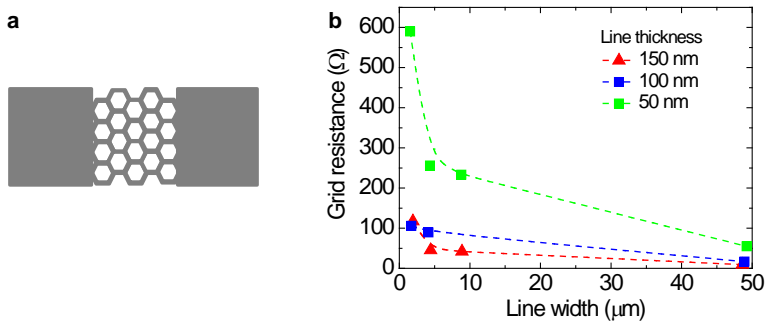 a
b
Grid resistance (Ω)
600
500
400
300
200
100
0
Line thickness
150 nm
100 nm
50 nm
0
10
20
30
40
50
Line width (μm)